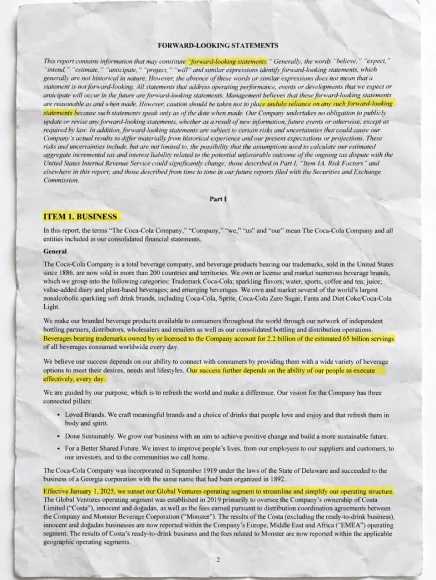 FORWARD-LOOKING STATEMENTS
This report contains information that may constitute "forward-looking statements." Generally, the words "believe," "expect,"
"intend," "estimate," "anticipate," "project," "will" and similar expressions identify forward-looking statements, which
generally are not historical in nature. However, the absence of these words or similar expressions does not mean that a
statement is not forward-looking. All statements that address operating performance, events or developments that we expect or
anticipate will occur in the future are forward-looking statements. Management believes that these forward-looking statements
are reasonable as and when made. However, caution should be taken not to place unduly reliance on any such forward-looking
statements because such statements speak only as of the date when made. Our Company undertakes no obligation to publicly
update or revise any forward-looking statements, whether as a result of new information, future events or otherwise, except as
required by law. In addition, forward-looking statements are subject to certain risks and uncertainties that could cause our
Company's actual results to differ materially from historical experience and our present expectations or projections. These
risks and uncertainties include, but are not limited to, the possibility that the assumptions used to calculate our estimated
aggregate incremental tax and interest liability related to the potential unfavorable outcome of the ongoing tax dispute with the
United States Internal Revenue Service could significantly change; those described in Part I, "Item 1A. Risk Factors" and
elsewhere in this report; and those described from time to time in our future reports filed with the Securities and Exchange
Commission.
Part I
ITEM 1. BUSINESS
In this report, the terms "The Coca-Cola Company," "Company," "we," "us" and "our" mean The Coca-Cola Company and all
entities included in our consolidated financial statements.
General
The Coca-Cola Company is a total beverage company, and beverage products bearing our trademarks, sold in the United States
since 1886, are now sold in more than 200 countries and territories. We own or license and market numerous beverage brands,
which we group into the following categories: Trademark Coca-Cola; sparkling flavors; water, sports, coffee and tea; juice,
value-added dairy and plant-based beverages; and emerging beverages. We own and market several of the world's largest
nonalcoholic sparkling soft drink brands, including Coca-Cola, Sprite, Coca-Cola Zero Sugar, Fanta and Diet Coke/Coca-Cola
Light.
We make our branded beverage products available to consumers throughout the world through our network of independent
bottling partners, distributors, wholesalers and retailers as well as our consolidated bottling and distribution operations.
Beverages bearing trademarks owned by or licensed to the Company account for 2.2 billion of the estimated 65 billion servings
of all beverages consumed worldwide every day.
We believe our success depends on our ability to connect with consumers by providing them with a wide variety of beverage
options to meet their desires, needs and lifestyles. Our success further depends on the ability of our people to execute
effectively, every day.
We are guided by our purpose, which is to refresh the world and make a difference. Our vision for the Company has three
connected pillars:
• Loved Brands. We craft meaningful brands and a choice of drinks that people love and enjoy and that refresh them in
body and spirit.
• Done Sustainably. We grow our business with an aim to achieve positive change and build a more sustainable future.
• For a Better Shared Future. We invest to improve people's lives, from our employees to our suppliers and customers, to
our investors, and to the communities we call home.
The Coca-Cola Company was incorporated in September 1919 under the laws of the State of Delaware and succeeded to the
business of a Georgia corporation with the same name that had been organized in 1892.
Effective January 1, 2025, we sunset our Global Ventures operating segment to streamline and simplify our operating structure.
The Global Ventures operating segment was established in 2019 primarily to oversee the Company's ownership of Costa
Limited ("Costa"), innocent and doğadan, as well as the fees earned pursuant to distribution coordination agreements between
the Company and Monster Beverage Corporation ("Monster"). The results of the Costa (excluding the ready-to-drink business),
innocent and doğadan businesses are now reported within the Company's Europe, Middle East and Africa ("EMEA") operating
segment. The results of Costa's ready-to-drink business and the fees related to Monster are now reported within the applicable
geographic operating segments.
2